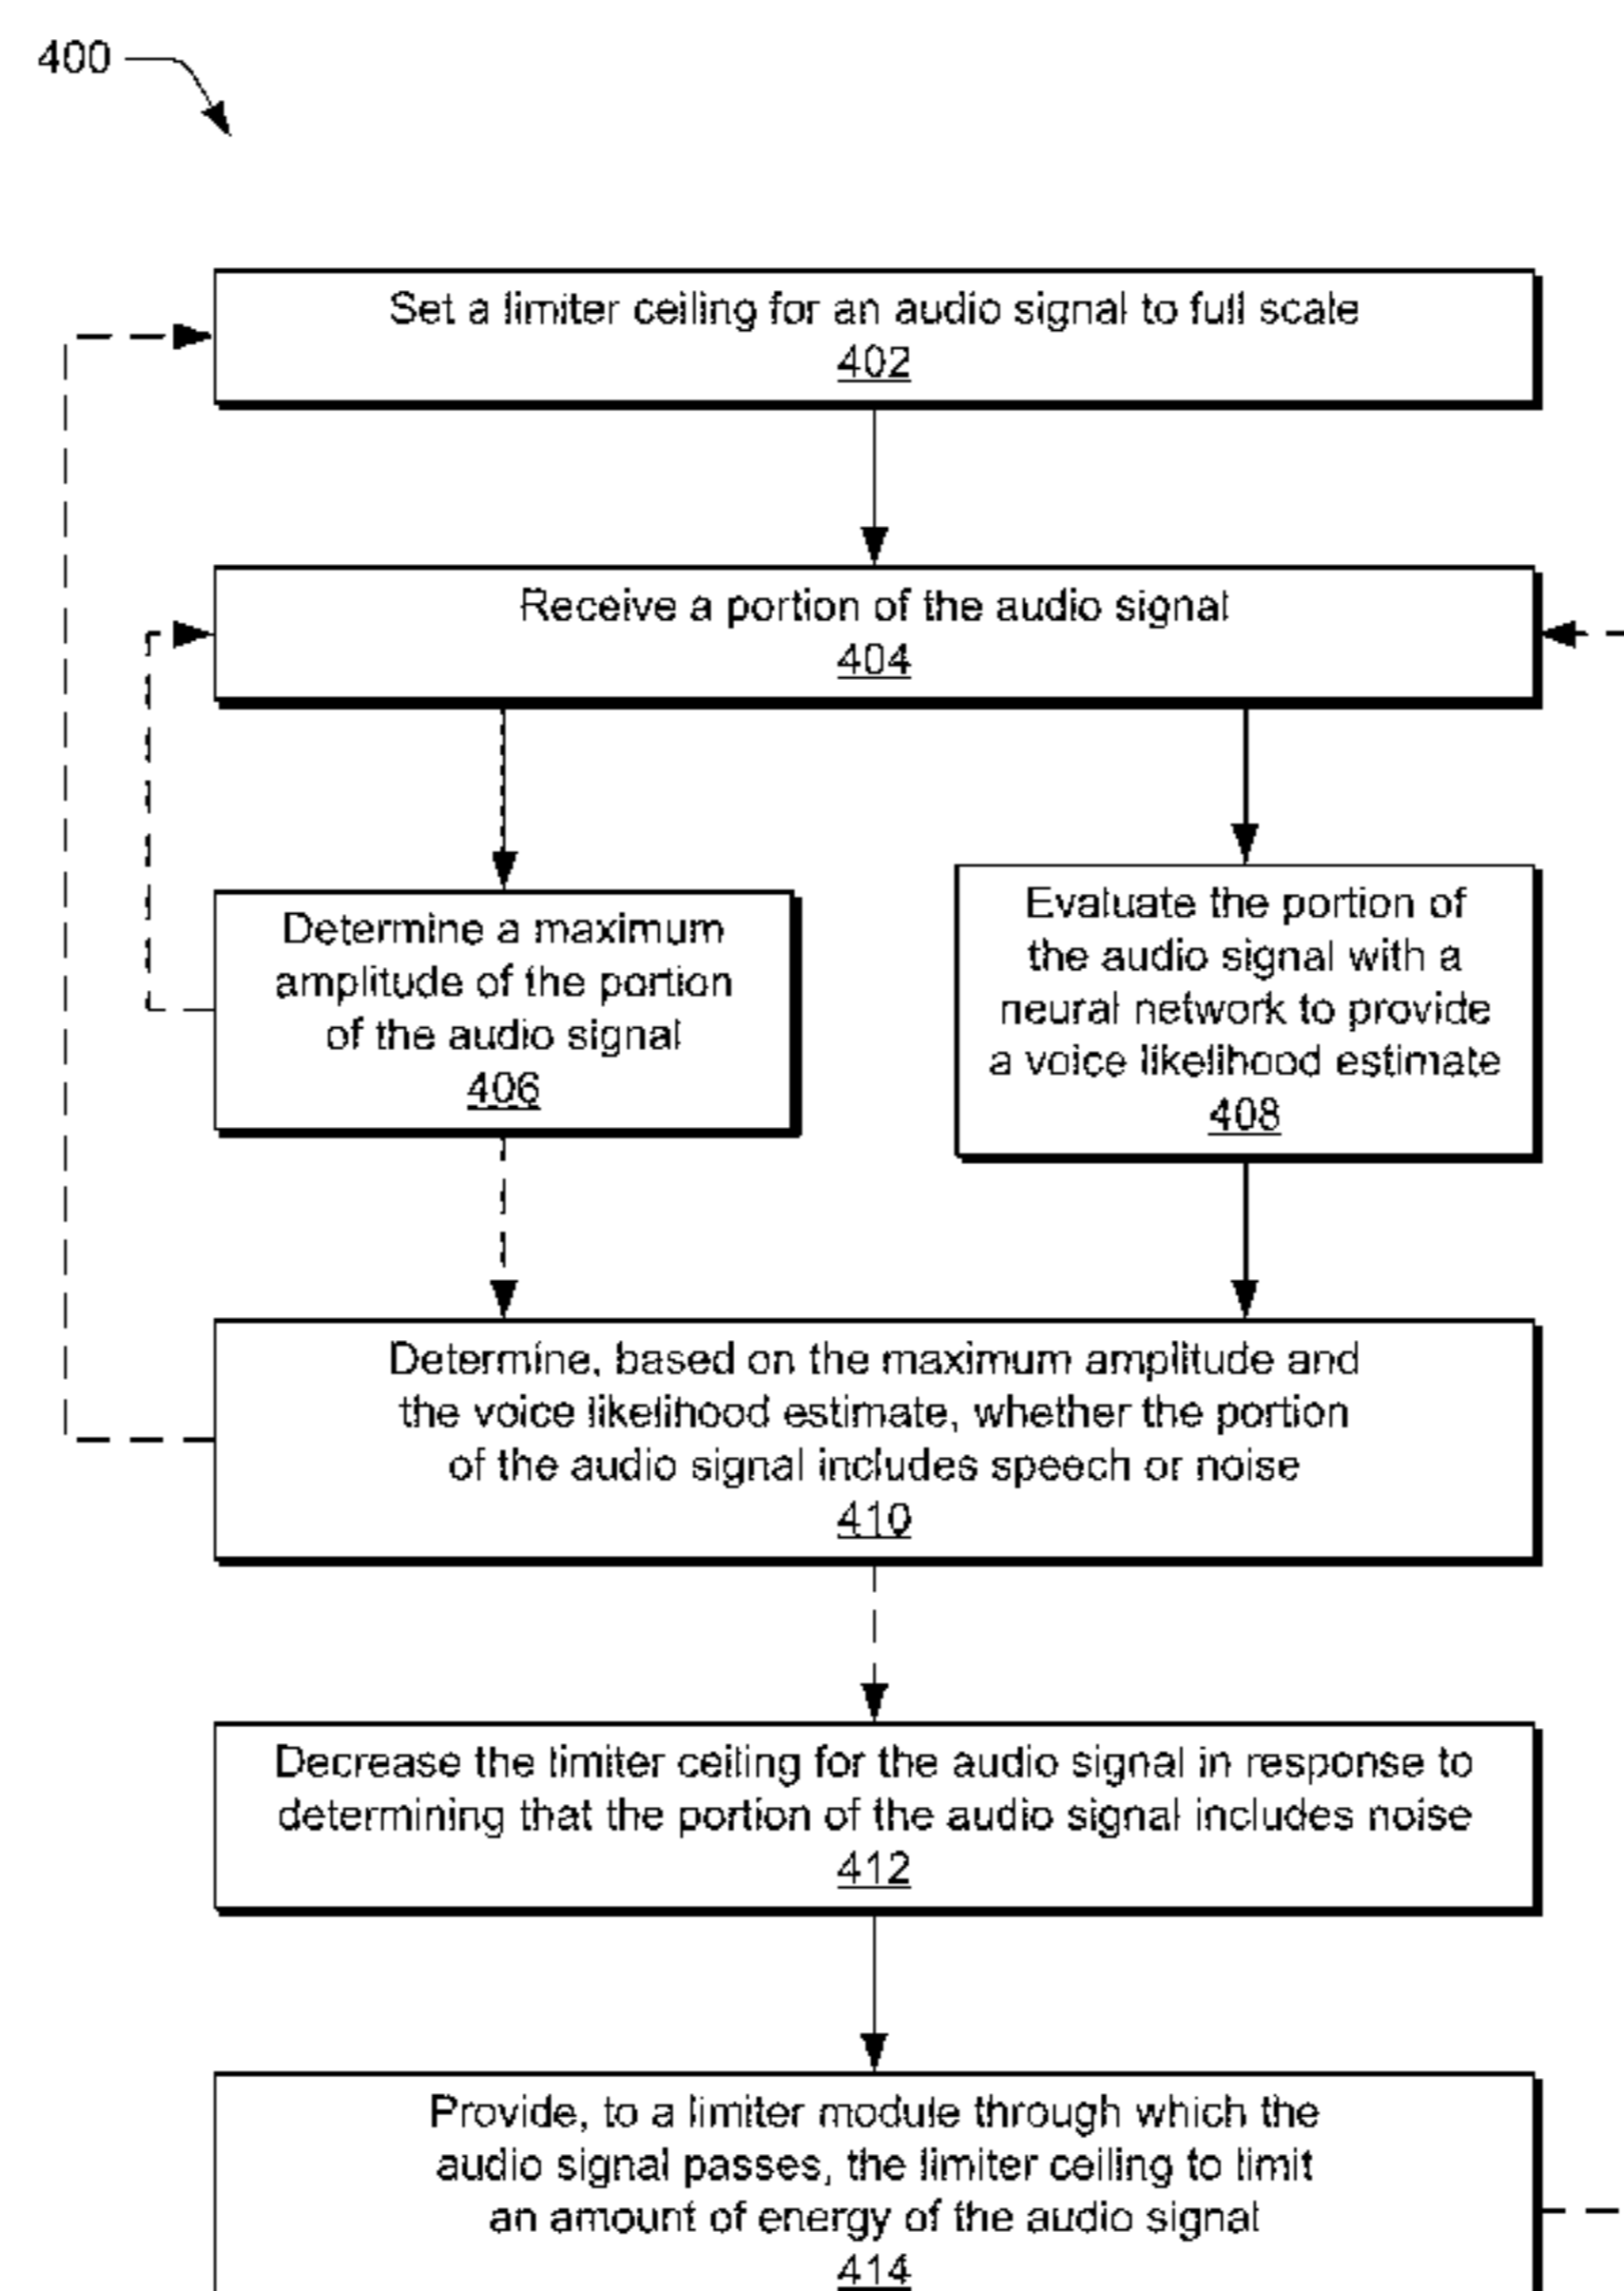 400
Set a limiter ceiling for an audio signal to full scale
402
Receive a portion of the audio signal
404
Determine a maximum
amplitude of the portion
of the audio signal
406
Evaluate the portion of
the audio signal with a
neural network to provide
a voice likelihood estimate
408
Determine, based on the maximum amplitude and
the voice likelihood estimate, whether the portion
of the audio signal includes speech or noise
410
Decrease the limiter ceiling for the audio signal in response to
determining that the portion of the audio signal includes noise
412
Provide, to a limiter module through which the
audio signal passes, the limiter ceiling to limit
an amount of energy of the audio signal
414